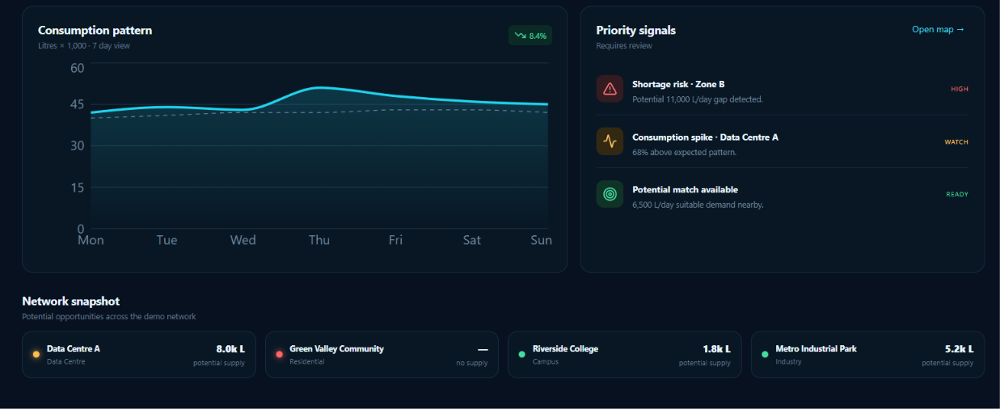 Consumption pattern
Litres × 1,000 · 7 day view
8.4%
60
45
30
15
0
Mon Tue Wed Thu Fri Sat Sun
Priority signals
Requires review
Open map →
Shortage risk · Zone B
Potential 11,000 L/day gap detected.
HIGH
Consumption spike · Data Centre A
68% above expected pattern.
WATCH
Potential match available
6,500 L/day suitable demand nearby.
READY
Network snapshot
Potential opportunities across the demo network
Data Centre A
Data Centre
8.0k L
potential supply
Green Valley Community
Residential
—
no supply
Riverside College
Campus
1.8k L
potential supply
Metro Industrial Park
Industry
5.2k L
potential supply